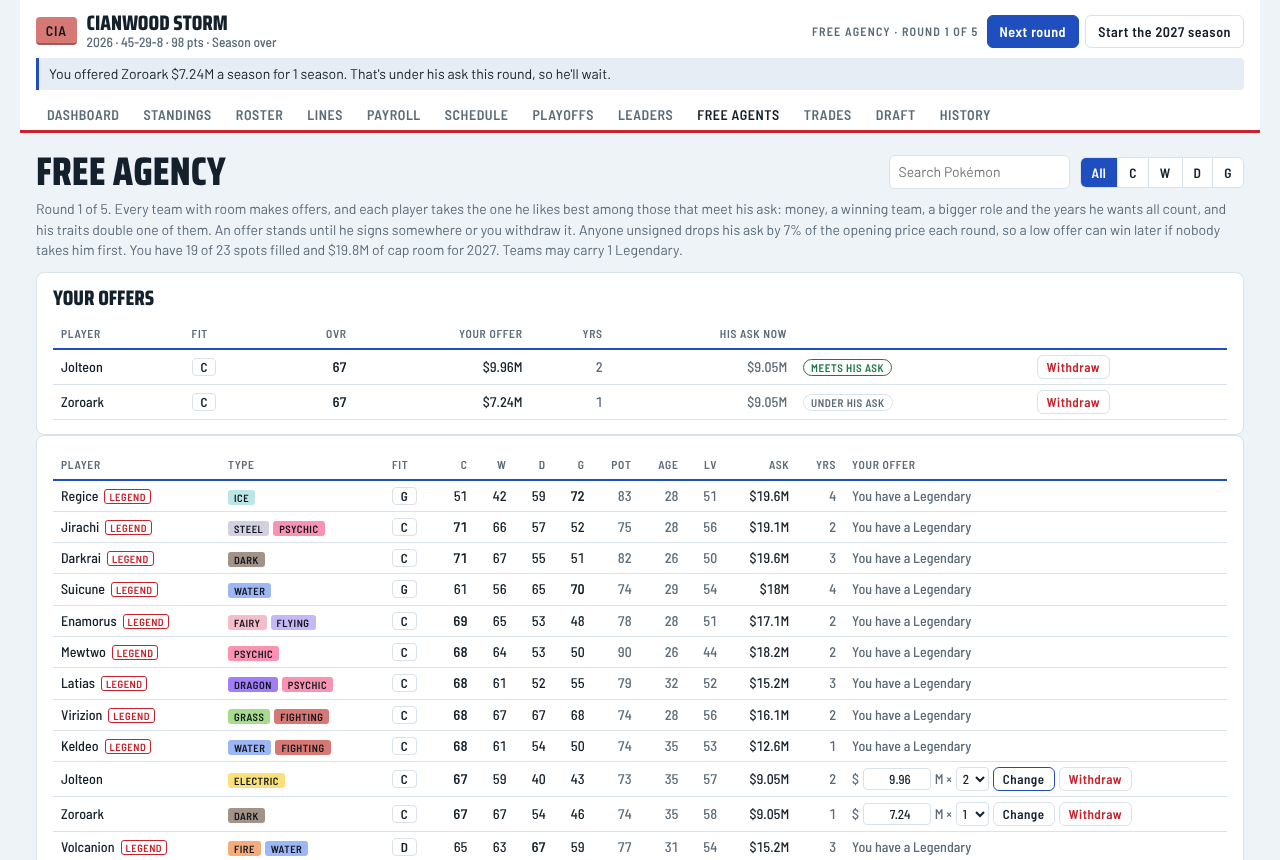 CIA
CIANWOOD STORM
2026 · 45-29-8 · 98 pts · Season over
FREE AGENCY · ROUND 1 OF 5
Next round
Start the 2027 season
You offered Zoroark $7.24M a season for 1 season. That's under his ask this round, so he'll wait.
DASHBOARD STANDINGS ROSTER LINES PAYROLL SCHEDULE PLAYOFFS LEADERS FREE AGENTS TRADES DRAFT HISTORY
FREE AGENCY
Search Pokémon
All C W D G
Round 1 of 5. Every team with room makes offers, and each player takes the one he likes best among those that meet his ask: money, a winning team, a bigger role and the years he wants all count, and
his traits double one of them. An offer stands until he signs somewhere or you withdraw it. Anyone unsigned drops his ask by 7% of the opening price each round, so a low offer can win later if nobody
takes him first. You have 19 of 23 spots filled and $19.8M of cap room for 2027. Teams may carry 1 Legendary.
YOUR OFFERS
PLAYER FIT OVR YOUR OFFER YRS HIS ASK NOW
Jolteon C 67 $9.96M 2 $9.05M MEETS HIS ASK Withdraw
Zoroark C 67 $7.24M 1 $9.05M UNDER HIS ASK Withdraw
PLAYER TYPE FIT C W D G POT AGE LV ASK YRS YOUR OFFER
Regice LEGEND ICE G 51 42 59 72 83 28 51 $19.6M 4 You have a Legendary
Jirachi LEGEND STEEL PSYCHIC C 71 66 57 52 75 28 56 $19.1M 2 You have a Legendary
Darkrai LEGEND DARK C 71 67 55 51 82 26 50 $19.6M 3 You have a Legendary
Suicune LEGEND WATER G 61 56 65 70 74 29 54 $18M 4 You have a Legendary
Enamorus LEGEND FAIRY FLYING C 69 65 53 48 78 28 51 $17.1M 2 You have a Legendary
Mewtwo LEGEND PSYCHIC C 68 64 53 50 90 26 44 $18.2M 2 You have a Legendary
Latias LEGEND DRAGON PSYCHIC C 68 61 52 55 79 32 52 $15.2M 3 You have a Legendary
Virizion LEGEND GRASS FIGHTING C 68 67 67 68 74 28 56 $16.1M 2 You have a Legendary
Keldeo LEGEND WATER FIGHTING C 68 61 54 50 74 35 53 $12.6M 1 You have a Legendary
Jolteon ELECTRIC C 67 59 40 43 73 35 57 $9.05M 2 $ 9.96 M × 2 Change Withdraw
Zoroark DARK C 67 67 54 46 74 35 58 $9.05M 1 $ 7.24 M × 1 Change Withdraw
Volcanion LEGEND FIRE WATER D 65 63 67 59 77 31 54 $15.2M 3 You have a Legendary